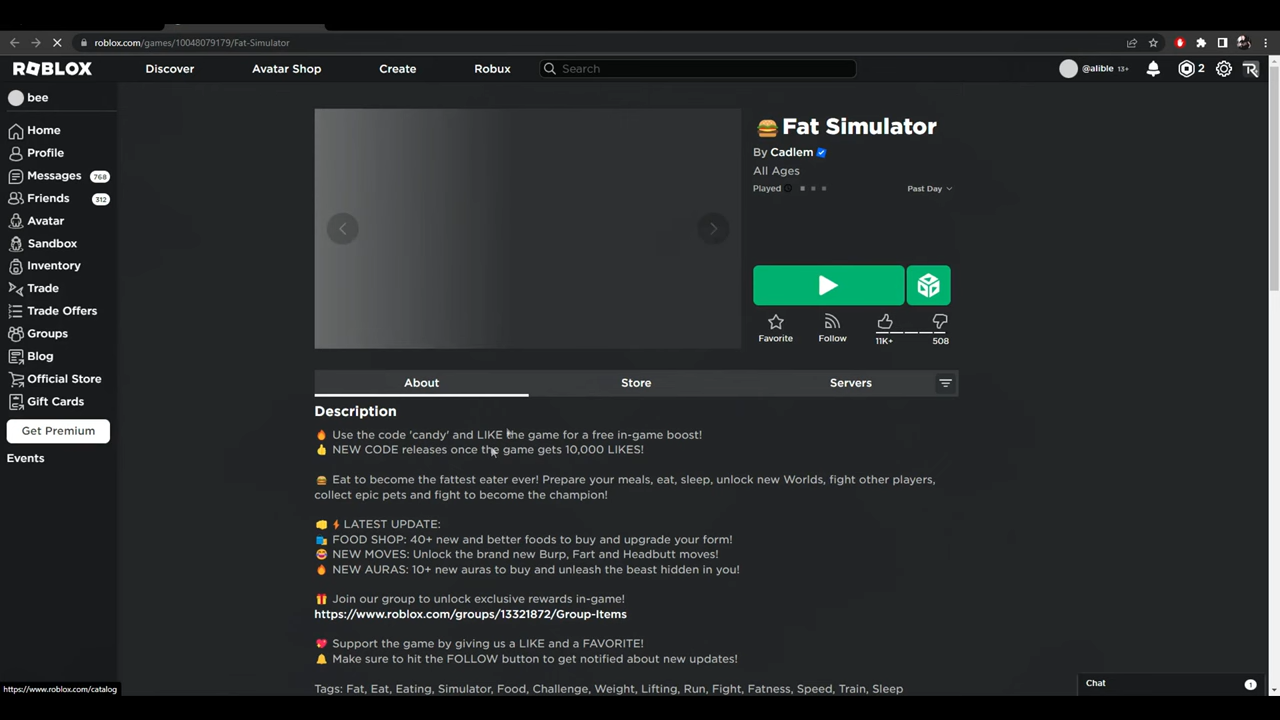 roblox.com/games/10048079179/Fat-Simulator
ROBLOX
Discover
Avatar Shop
Create
Robux
Search
@alible 13+
2
bee
Home
Profile
Messages 768
Friends 312
Avatar
Sandbox
Inventory
Trade
Trade Offers
Groups
Blog
Official Store
Gift Cards
Get Premium
Events
🍔 Fat Simulator
By Cadlem
All Ages
Played
Past Day
Favorite
Follow
11K+
508
About
Store
Servers
Description
🔥 Use the code 'candy' and LIKE the game for a free in-game boost!
👍 NEW CODE releases once the game gets 10,000 LIKES!
🍔 Eat to become the fattest eater ever! Prepare your meals, eat, sleep, unlock new Worlds, fight other players,
collect epic pets and fight to become the champion!
👊⚡ LATEST UPDATE:
🛍️ FOOD SHOP: 40+ new and better foods to buy and upgrade your form!
😂 NEW MOVES: Unlock the brand new Burp, Fart and Headbutt moves!
🔥 NEW AURAS: 10+ new auras to buy and unleash the beast hidden in you!
🎁 Join our group to unlock exclusive rewards in-game!
https://www.roblox.com/groups/13321872/Group-Items
💖 Support the game by giving us a LIKE and a FAVORITE!
🔔 Make sure to hit the FOLLOW button to get notified about new updates!
Tags: Fat, Eat, Eating, Simulator, Food, Challenge, Weight, Lifting, Run, Fight, Fatness, Speed, Train, Sleep
https://www.roblox.com/catalog
Chat
1